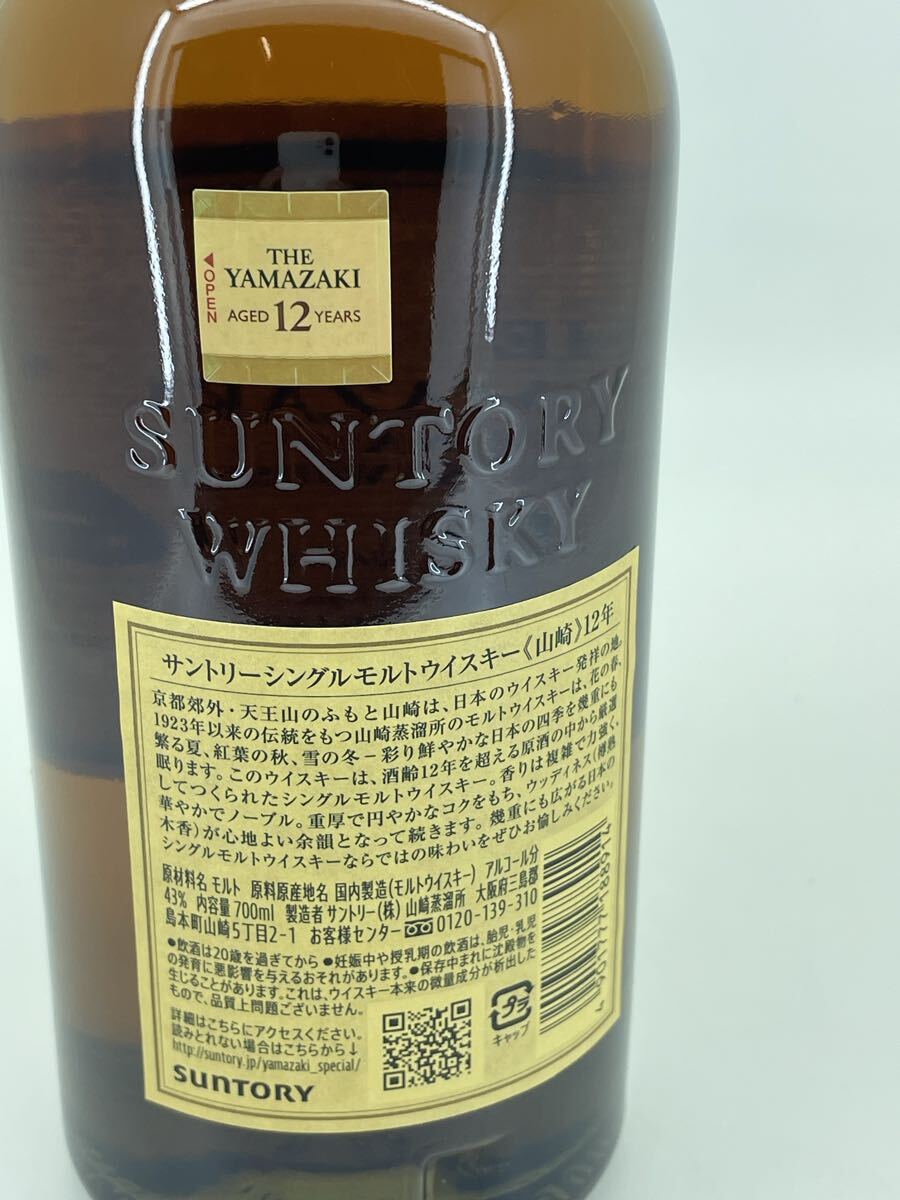 ◀OPEN
THE
YAMAZAKI
AGED 12 YEARS
SUNTORY
WHISKY
サントリーシングルモルトウイスキー《山崎》12年
京都郊外・天王山のふもと山崎は、日本のウイスキー発祥の地。
1923年以来の伝統をもつ山崎蒸溜所のモルトウイスキーは、花の春、
繁る夏、紅葉の秋、雪の冬−彩り鮮やかな日本の四季を幾重にも
眠ります。このウイスキーは、酒齢12年を超える原酒の中から厳選
してつくられたシングルモルトウイスキー。香りは複雑で力強く、
華やかでノーブル。重厚で円やかなコクをもち、ウッディネス(樽熟
木香)が心地よい余韻となって続きます。幾重にも広がる日本の
シングルモルトウイスキーならではの味わいをぜひお愉しみください。
原材料名 モルト 原料原産地名 国内製造(モルトウイスキー) アルコール分
43% 内容量700ml 製造者 サントリー(株) 山崎蒸溜所 大阪府三島郡
島本町山崎5丁目2-1 お客様センター 0120-139-310
●飲酒は20歳を過ぎてから ●妊娠中や授乳期の飲酒は、胎児・乳児
の発育に悪影響を与えるおそれがあります。●保存中まれに沈殿物を
生じることがあります。これは、ウイスキー本来の微量成分が析出した
もので、品質上問題ございません。
詳細はこちらにアクセスください。
読みとれない場合はこちらから↓
http://suntory.jp/yamazaki_special/
SUNTORY
プラ
キャップ